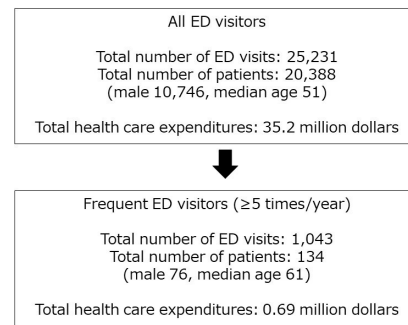 All ED visitors
Total number of ED visits: 25,231
Total number of patients: 20,388
(male 10,746, median age 51)
Total health care expenditures: 35.2 million dollars
Frequent ED visitors (≥5 times/year)
Total number of ED visits: 1,043
Total number of patients: 134
(male 76, median age 61)
Total health care expenditures: 0.69 million dollars